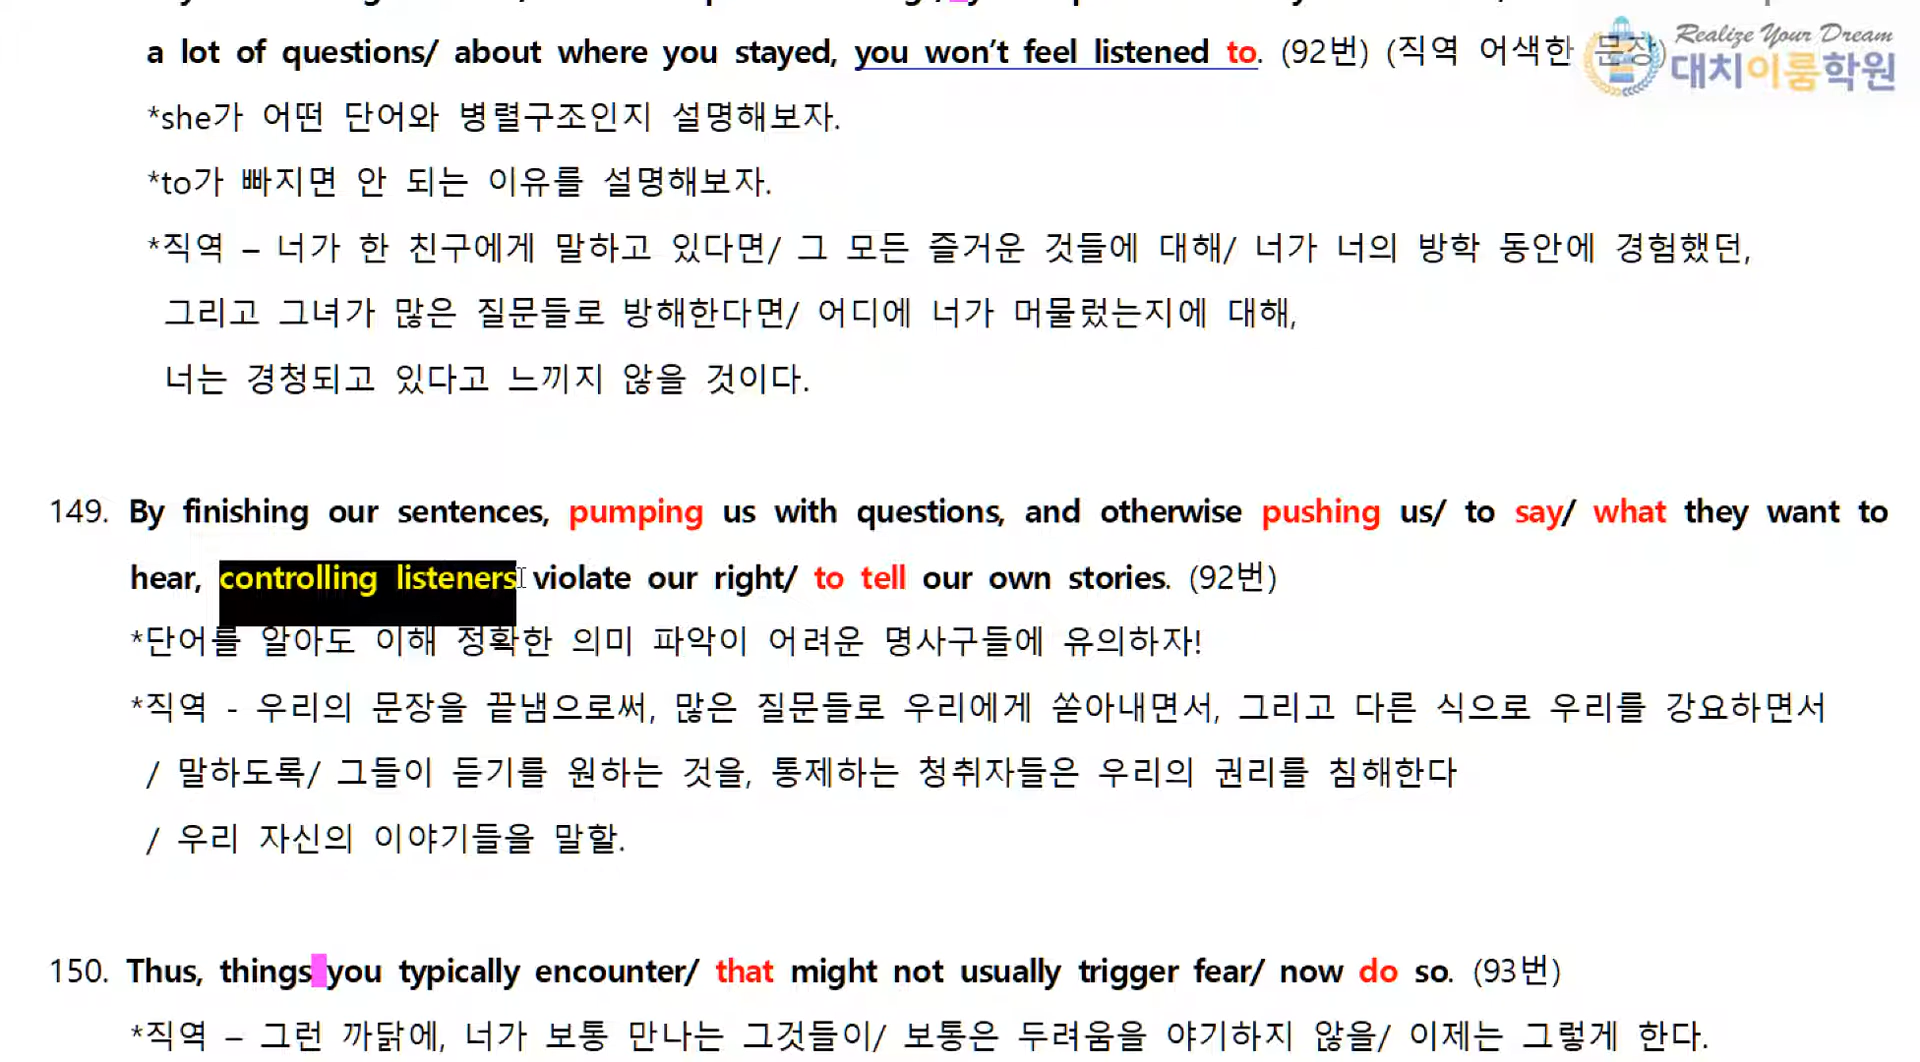 a lot of questions/ about where you stayed, you won't feel listened to. (92번) (직역 어색한 문장)
Realize Your Dream
대치이룸학원
*she가 어떤 단어와 병렬구조인지 설명해보자.
*to가 빠지면 안 되는 이유를 설명해보자.
*직역 – 너가 한 친구에게 말하고 있다면/ 그 모든 즐거운 것들에 대해/ 너가 너의 방학 동안에 경험했던,
그리고 그녀가 많은 질문들로 방해한다면/ 어디에 너가 머물렀는지에 대해,
너는 경청되고 있다고 느끼지 않을 것이다.
149. By finishing our sentences, pumping us with questions, and otherwise pushing us/ to say/ what they want to
hear, controlling listeners violate our right/ to tell our own stories. (92번)
*단어를 알아도 이해 정확한 의미 파악이 어려운 명사구들에 유의하자!
*직역 - 우리의 문장을 끝냄으로써, 많은 질문들로 우리에게 쏟아내면서, 그리고 다른 식으로 우리를 강요하면서
/ 말하도록/ 그들이 듣기를 원하는 것을, 통제하는 청취자들은 우리의 권리를 침해한다
/ 우리 자신의 이야기들을 말할.
150. Thus, things you typically encounter/ that might not usually trigger fear/ now do so. (93번)
*직역 – 그런 까닭에, 너가 보통 만나는 그것들이/ 보통은 두려움을 야기하지 않을/ 이제는 그렇게 한다.